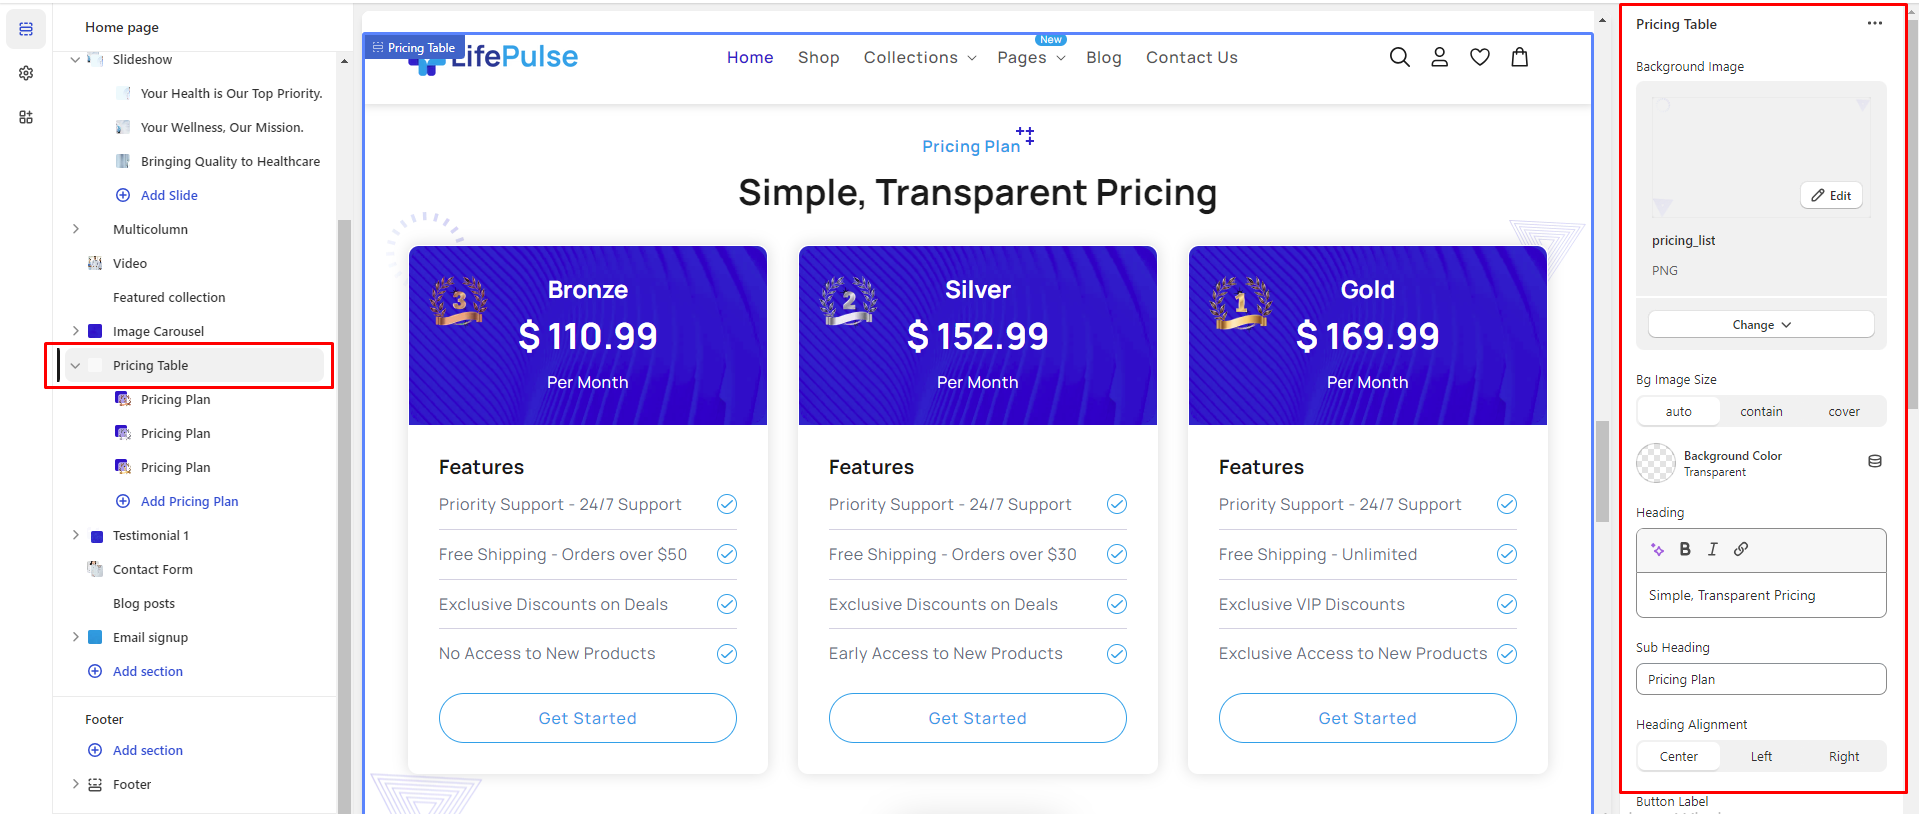 Home page
Slideshow
Your Health is Our Top Priority.
Your Wellness, Our Mission.
Bringing Quality to Healthcare
Add Slide
Multicolumn
Video
Featured collection
Image Carousel
Pricing Table
Pricing Plan
Pricing Plan
Pricing Plan
Add Pricing Plan
Testimonial 1
Contact Form
Blog posts
Email signup
Add section
Footer
Add section
Footer
Pricing Table
LifePulse
Home
Shop
Collections
Pages
New
Blog
Contact Us
Pricing Plan
Simple, Transparent Pricing
3
Bronze
$ 110.99
Per Month
Features
Priority Support - 24/7 Support
Free Shipping - Orders over $50
Exclusive Discounts on Deals
No Access to New Products
Get Started
2
Silver
$ 152.99
Per Month
Features
Priority Support - 24/7 Support
Free Shipping - Orders over $30
Exclusive Discounts on Deals
Early Access to New Products
Get Started
1
Gold
$ 169.99
Per Month
Features
Priority Support - 24/7 Support
Free Shipping - Unlimited
Exclusive VIP Discounts
Exclusive Access to New Products
Get Started
Pricing Table
Background Image
Edit
pricing_list
PNG
Change
Bg Image Size
auto contain cover
Background Color
Transparent
Heading
B I
Simple, Transparent Pricing
Sub Heading
Pricing Plan
Heading Alignment
Center Left Right
Button Label